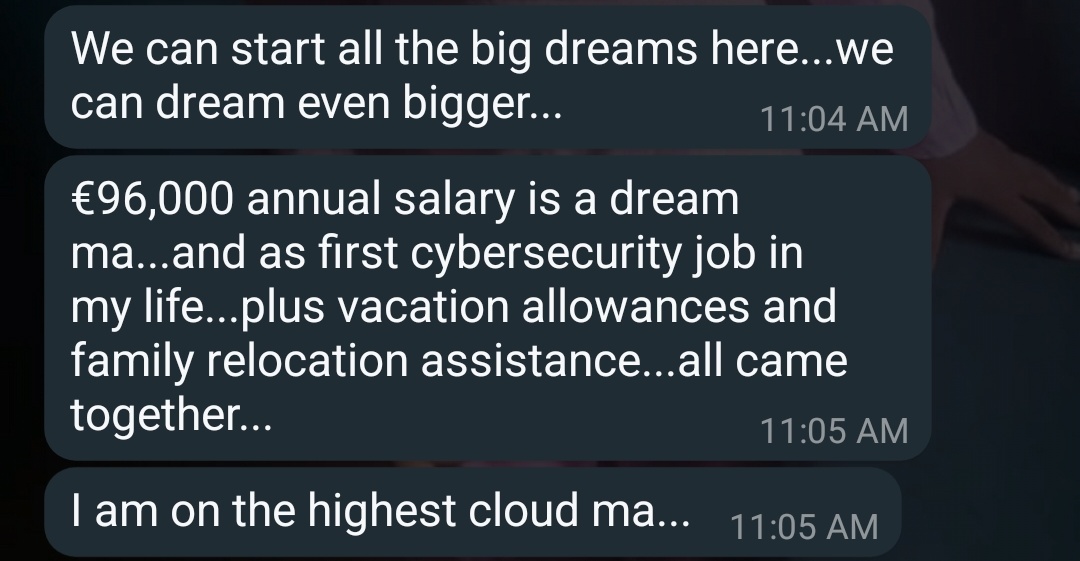 We can start all the big dreams here...we
can dream even bigger...
11:04 AM
€96,000 annual salary is a dream
ma...and as first cybersecurity job in
my life...plus vacation allowances and
family relocation assistance...all came
together...
11:05 AM
I am on the highest cloud ma...
11:05 AM